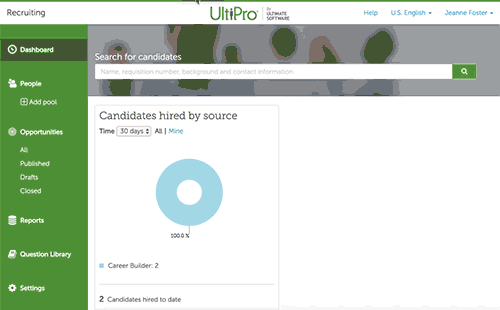 Recruiting
UltiPro by ULTIMATE SOFTWARE
Help
U.S. English
Jeanne Foster
Dashboard
People
Add pool
Opportunities
All
Published
Drafts
Closed
Reports
Question Library
Settings
Search for candidates
Name, requisition number, background and contact information
Candidates hired by source
Time 30 days All | Mine
100.0 %
Career Builder: 2
2 Candidates hired to date